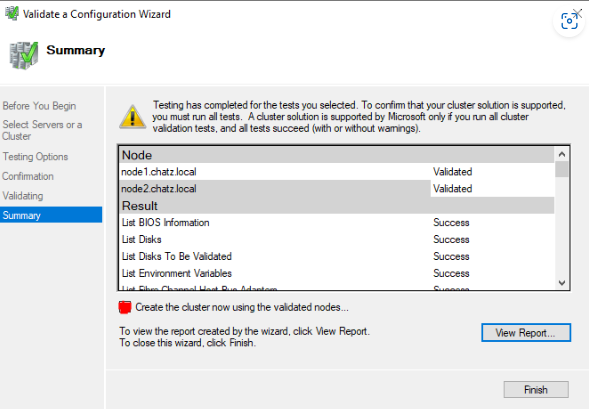 Validate a Configuration Wizard
Summary
Before You Begin
Select Servers or a
Cluster
Testing Options
Confirmation
Validating
Summary
Testing has completed for the tests you selected. To confirm that your cluster solution is supported,
you must run all tests. A cluster solution is supported by Microsoft only if you run all cluster
validation tests, and all tests succeed (with or without warnings).
Node
node1.chatz.local Validated
node2.chatz.local Validated
Result
List BIOS Information Success
List Disks Success
List Disks To Be Validated Success
List Environment Variables Success
List Fibre Channel Host Bus Adapters Success
Create the cluster now using the validated nodes...
To view the report created by the wizard, click View Report.
To close this wizard, click Finish.
View Report...
Finish